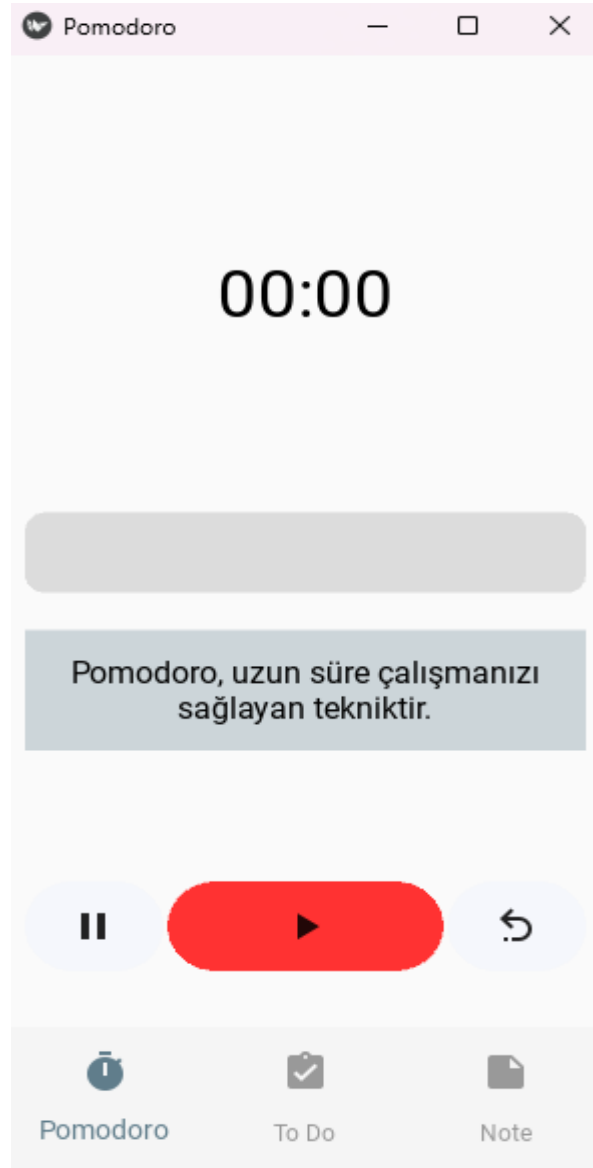 Pomodoro
00:00
Pomodoro, uzun süre çalışmanızı
sağlayan tekniktir.
Pomodoro
To Do
Note